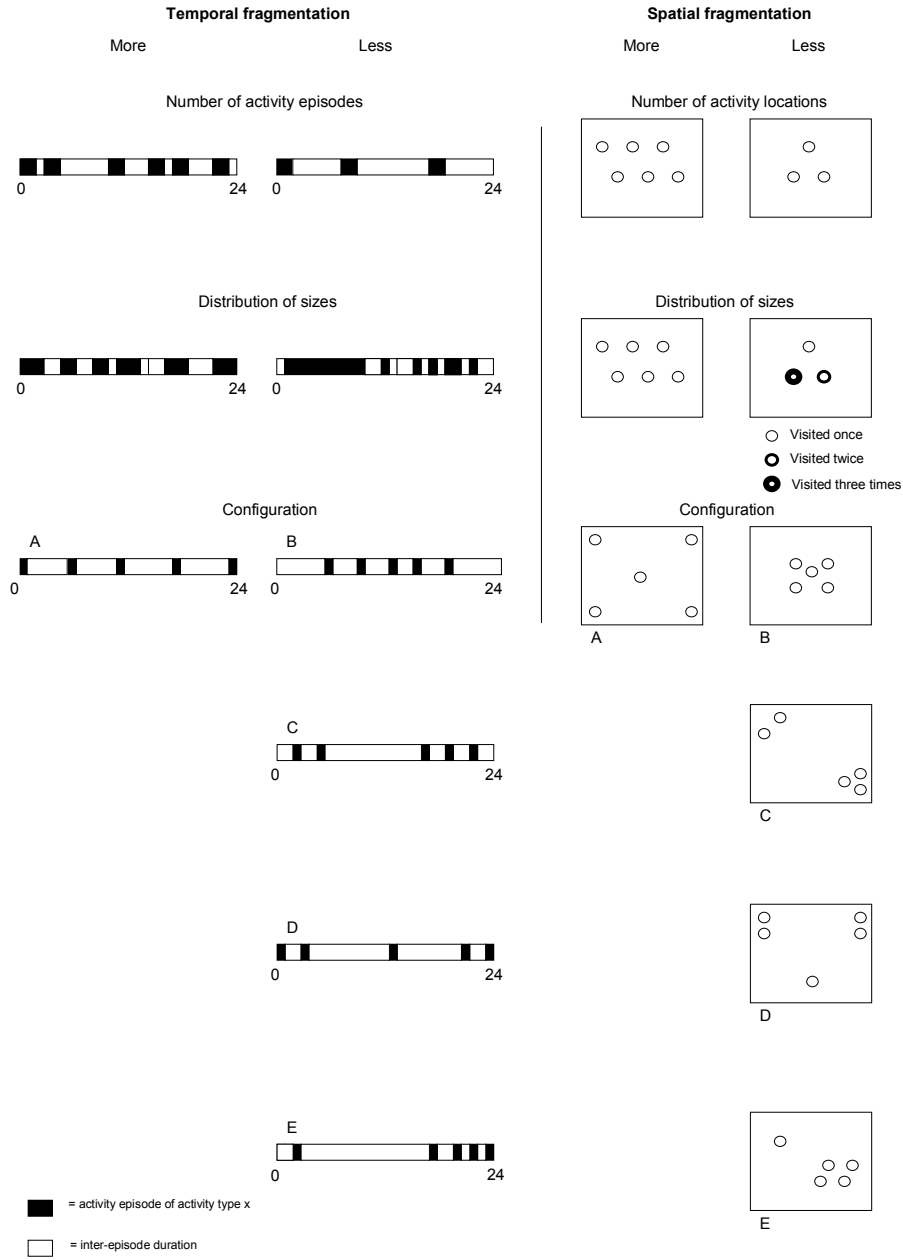 Temporal fragmentation Spatial fragmentation
More Less More Less
Number of activity episodes Number of activity locations
0 24 0 24
Distribution of sizes Distribution of sizes
0 24 0 24
Visited once
Visited twice
Visited three times
Configuration Configuration
A B
0 24 0 24
A B
C
0 24
C
D
0 24
D
E
0 24
= activity episode of activity type x
E
= inter-episode duration